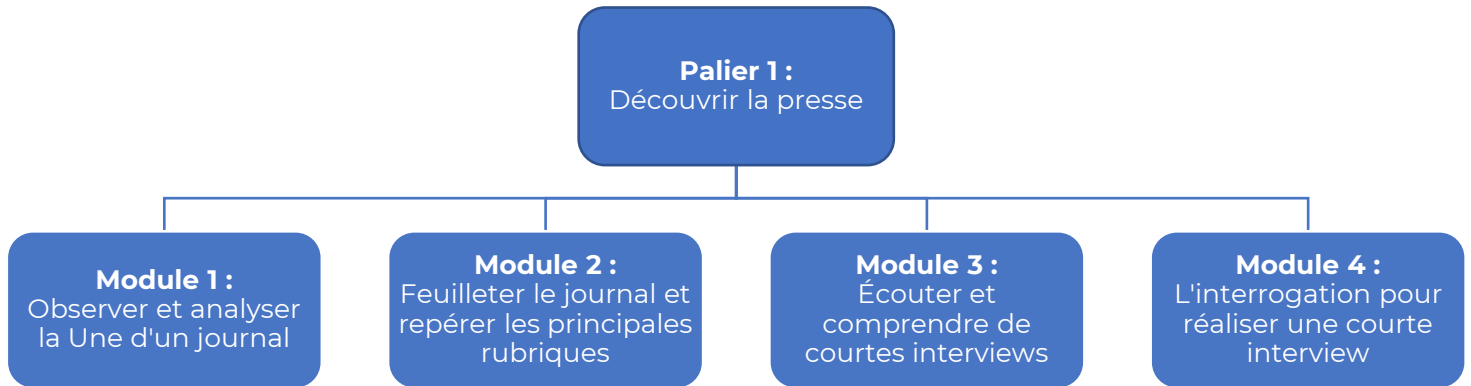 Palier 1 :
Découvrir la presse
Module 1 :
Observer et analyser
la Une d'un journal
Module 2 :
Feuilleter le journal et
repérer les principales
rubriques
Module 3 :
Écouter et
comprendre de
courtes interviews
Module 4 :
L'interrogation pour
réaliser une courte
interview